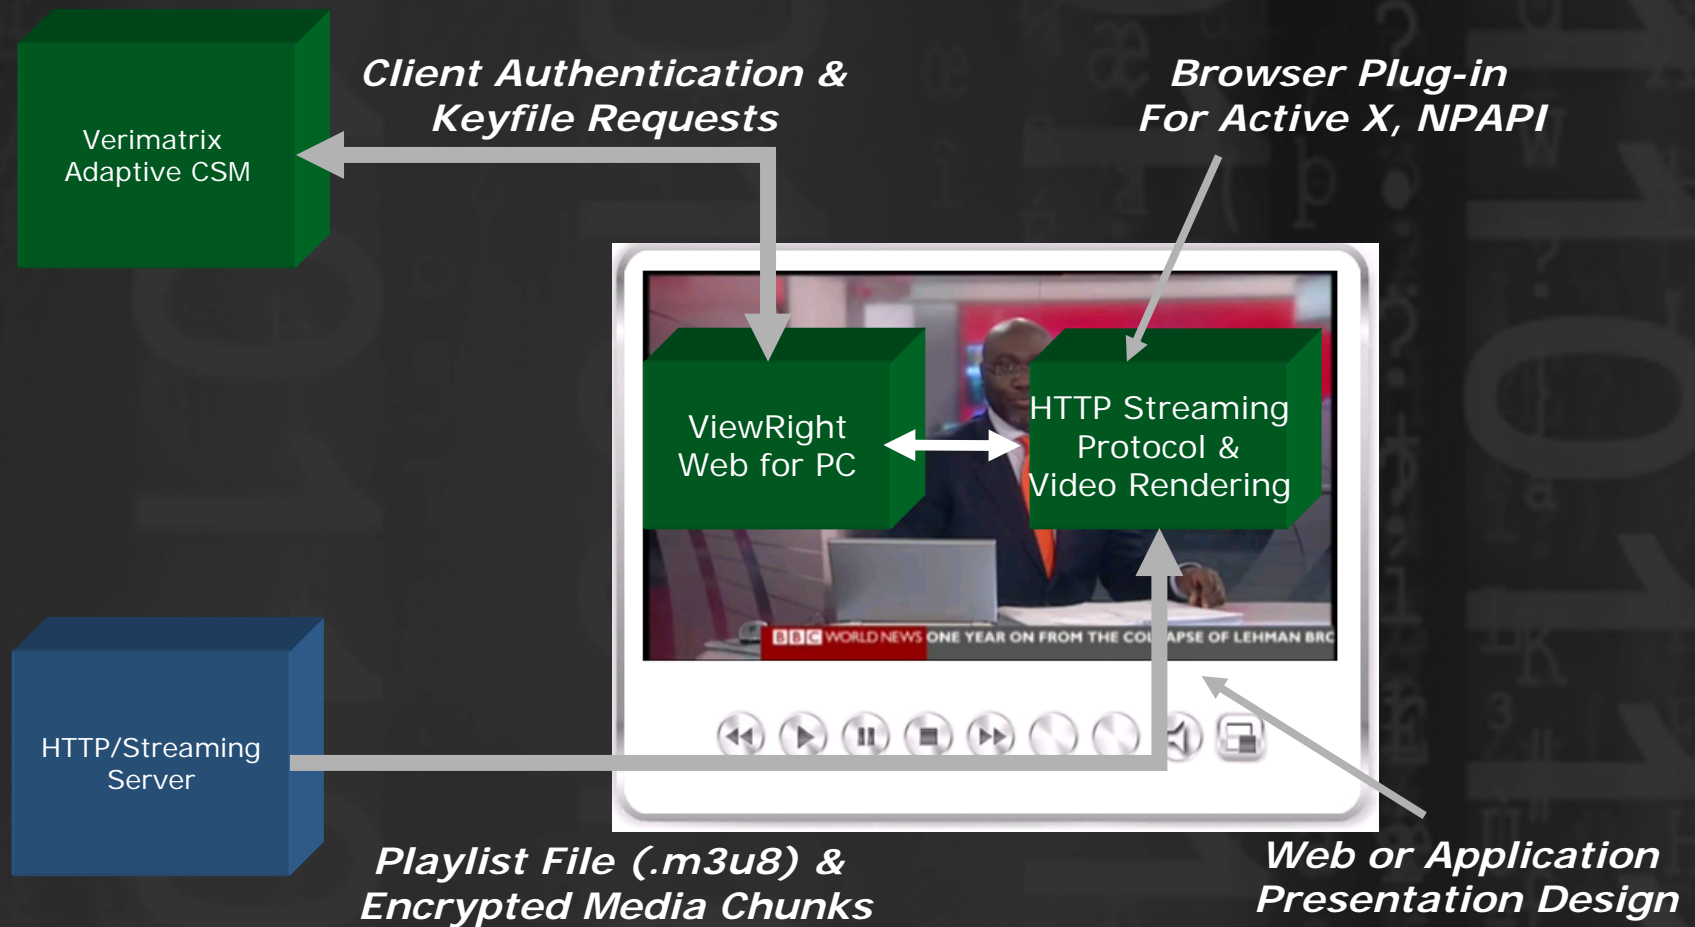 Client Authentication &
Keyfile Requests
Browser Plug-in
For Active X, NPAPI
Verimatrix
Adaptive CSM
ViewRight
Web for PC
HTTP Streaming
Protocol &
Video Rendering
BBC WORLD NEWS ONE YEAR ON FROM THE COLLAPSE OF LEHMAN BRO
HTTP/Streaming
Server
Playlist File (.m3u8) &
Encrypted Media Chunks
Web or Application
Presentation Design